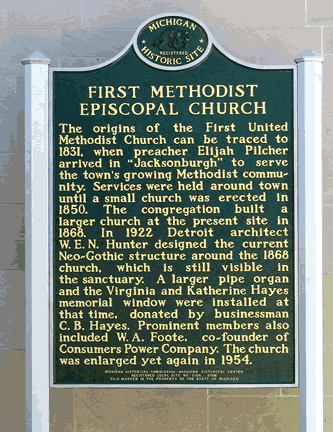 MICHIGAN
REGISTERED
HISTORIC SITE
FIRST METHODIST
EPISCOPAL CHURCH
The origins of the First United
Methodist Church can be traced to
1831, when preacher Elijah Pilcher
arrived in "Jacksonburgh" to serve
the town's growing Methodist commu-
nity. Services were held around town
until a small church was erected in
1850. The congregation built a
larger church at the present site in
1868. In 1922 Detroit architect
W. E. N. Hunter designed the current
Neo-Gothic structure around the 1868
church, which is still visible in
the sanctuary. A larger pipe organ
and the Virginia and Katherine Hayes
memorial window were installed at
that time, donated by businessman
C. B. Hayes. Prominent members also
included W. A. Foote, co-founder of
Consumers Power Company. The church
was enlarged yet again in 1954.
MICHIGAN HISTORICAL COMMISSION - MICHIGAN HISTORICAL CENTER
REGISTERED LOCAL SITE NO.
THIS MARKER IS THE PROPERTY OF THE STATE OF MICHIGAN